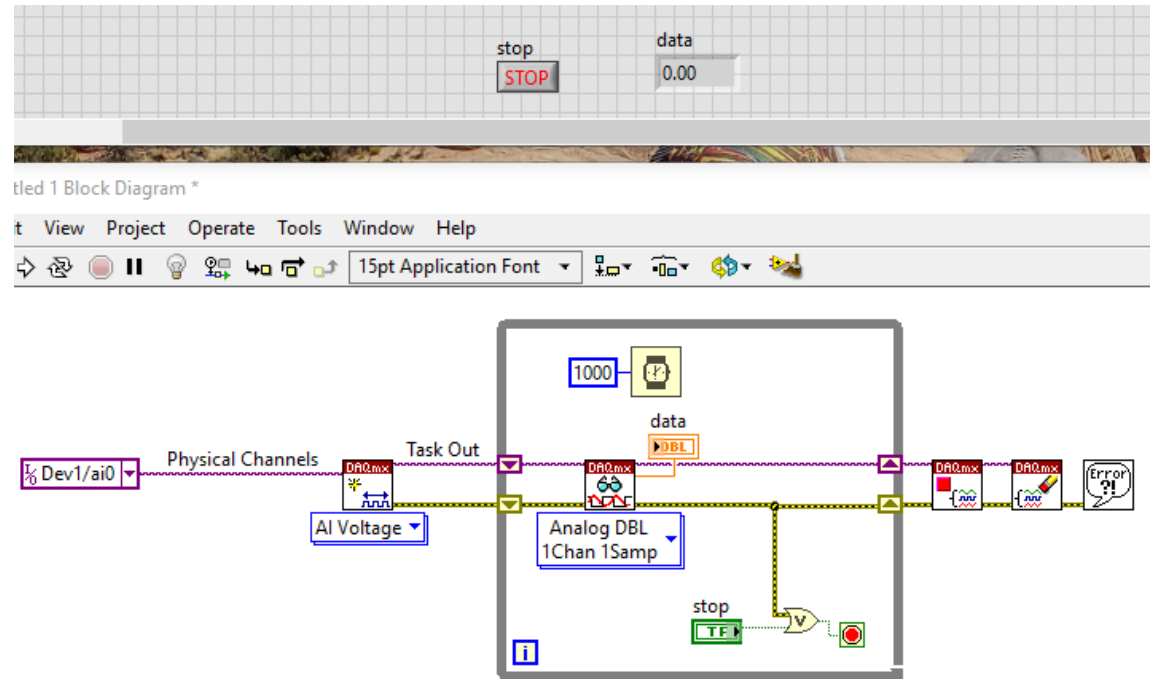 stop
STOP
data
0.00
tled 1 Block Diagram *
it View Project Operate Tools Window Help
15pt Application Font
1000
data
DBL
I/O Dev1/ai0
Physical Channels
Task Out
DAQmx
DAQmx
DAQmx
DAQmx
Error
?!
AI Voltage
Analog DBL
1Chan 1Samp
stop
TF
V
i